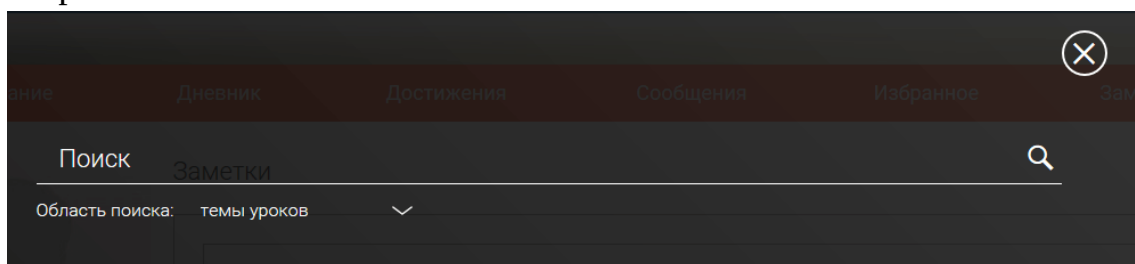 Дневник Достижения Сообщения Избранное
Поиск
Заметки
Область поиска: темы уроков